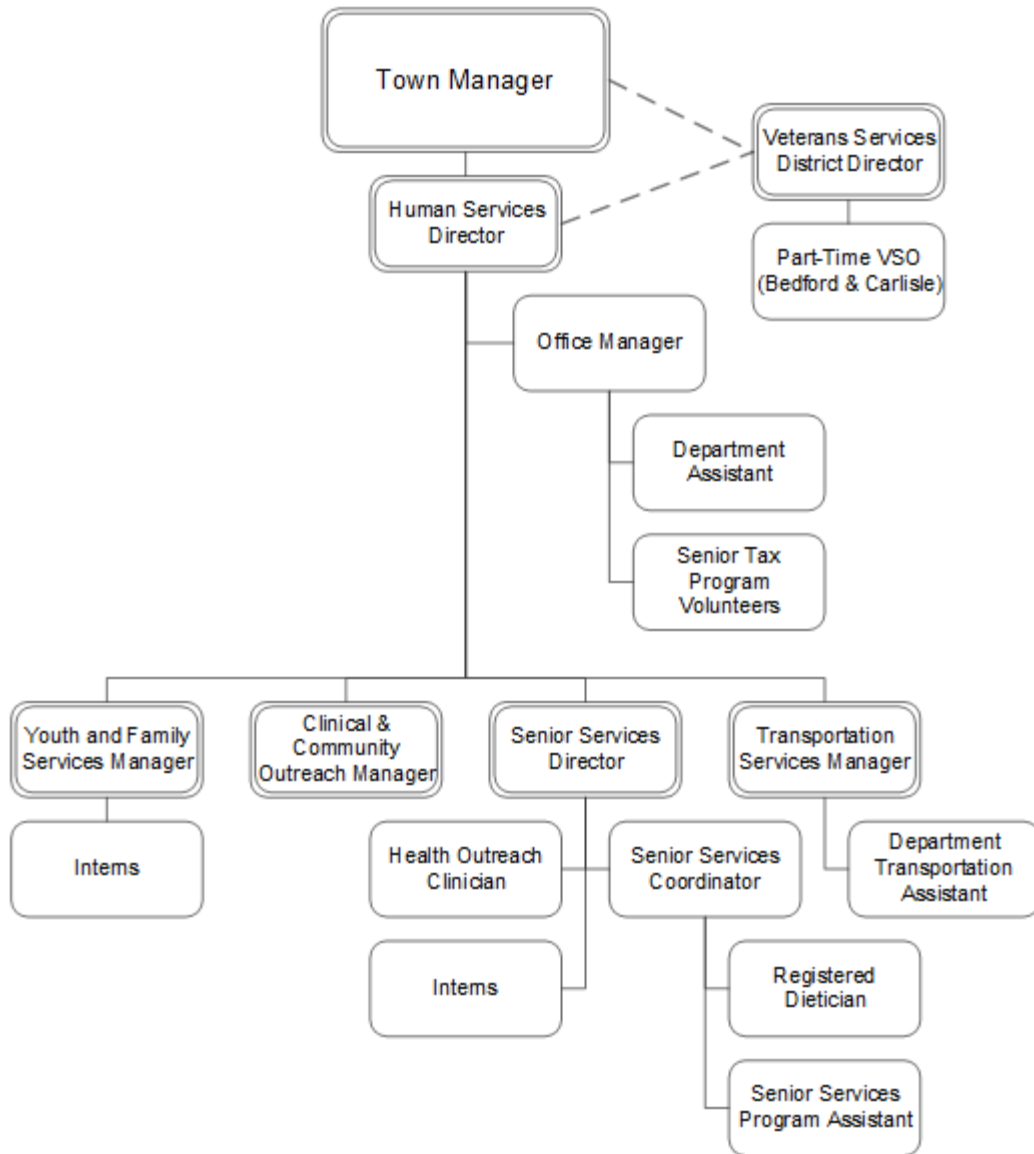 Town Manager
Veterans Services
District Director
Human Services
Director
Part-Time VSO
(Bedford & Carlisle)
Office Manager
Department
Assistant
Senior Tax
Program
Volunteers
Youth and Family
Services Manager
Clinical &
Community
Outreach Manager
Senior Services
Director
Transportation
Services Manager
Interns
Health Outreach
Clinician
Senior Services
Coordinator
Department
Transportation
Assistant
Interns
Registered
Dietician
Senior Services
Program Assistant